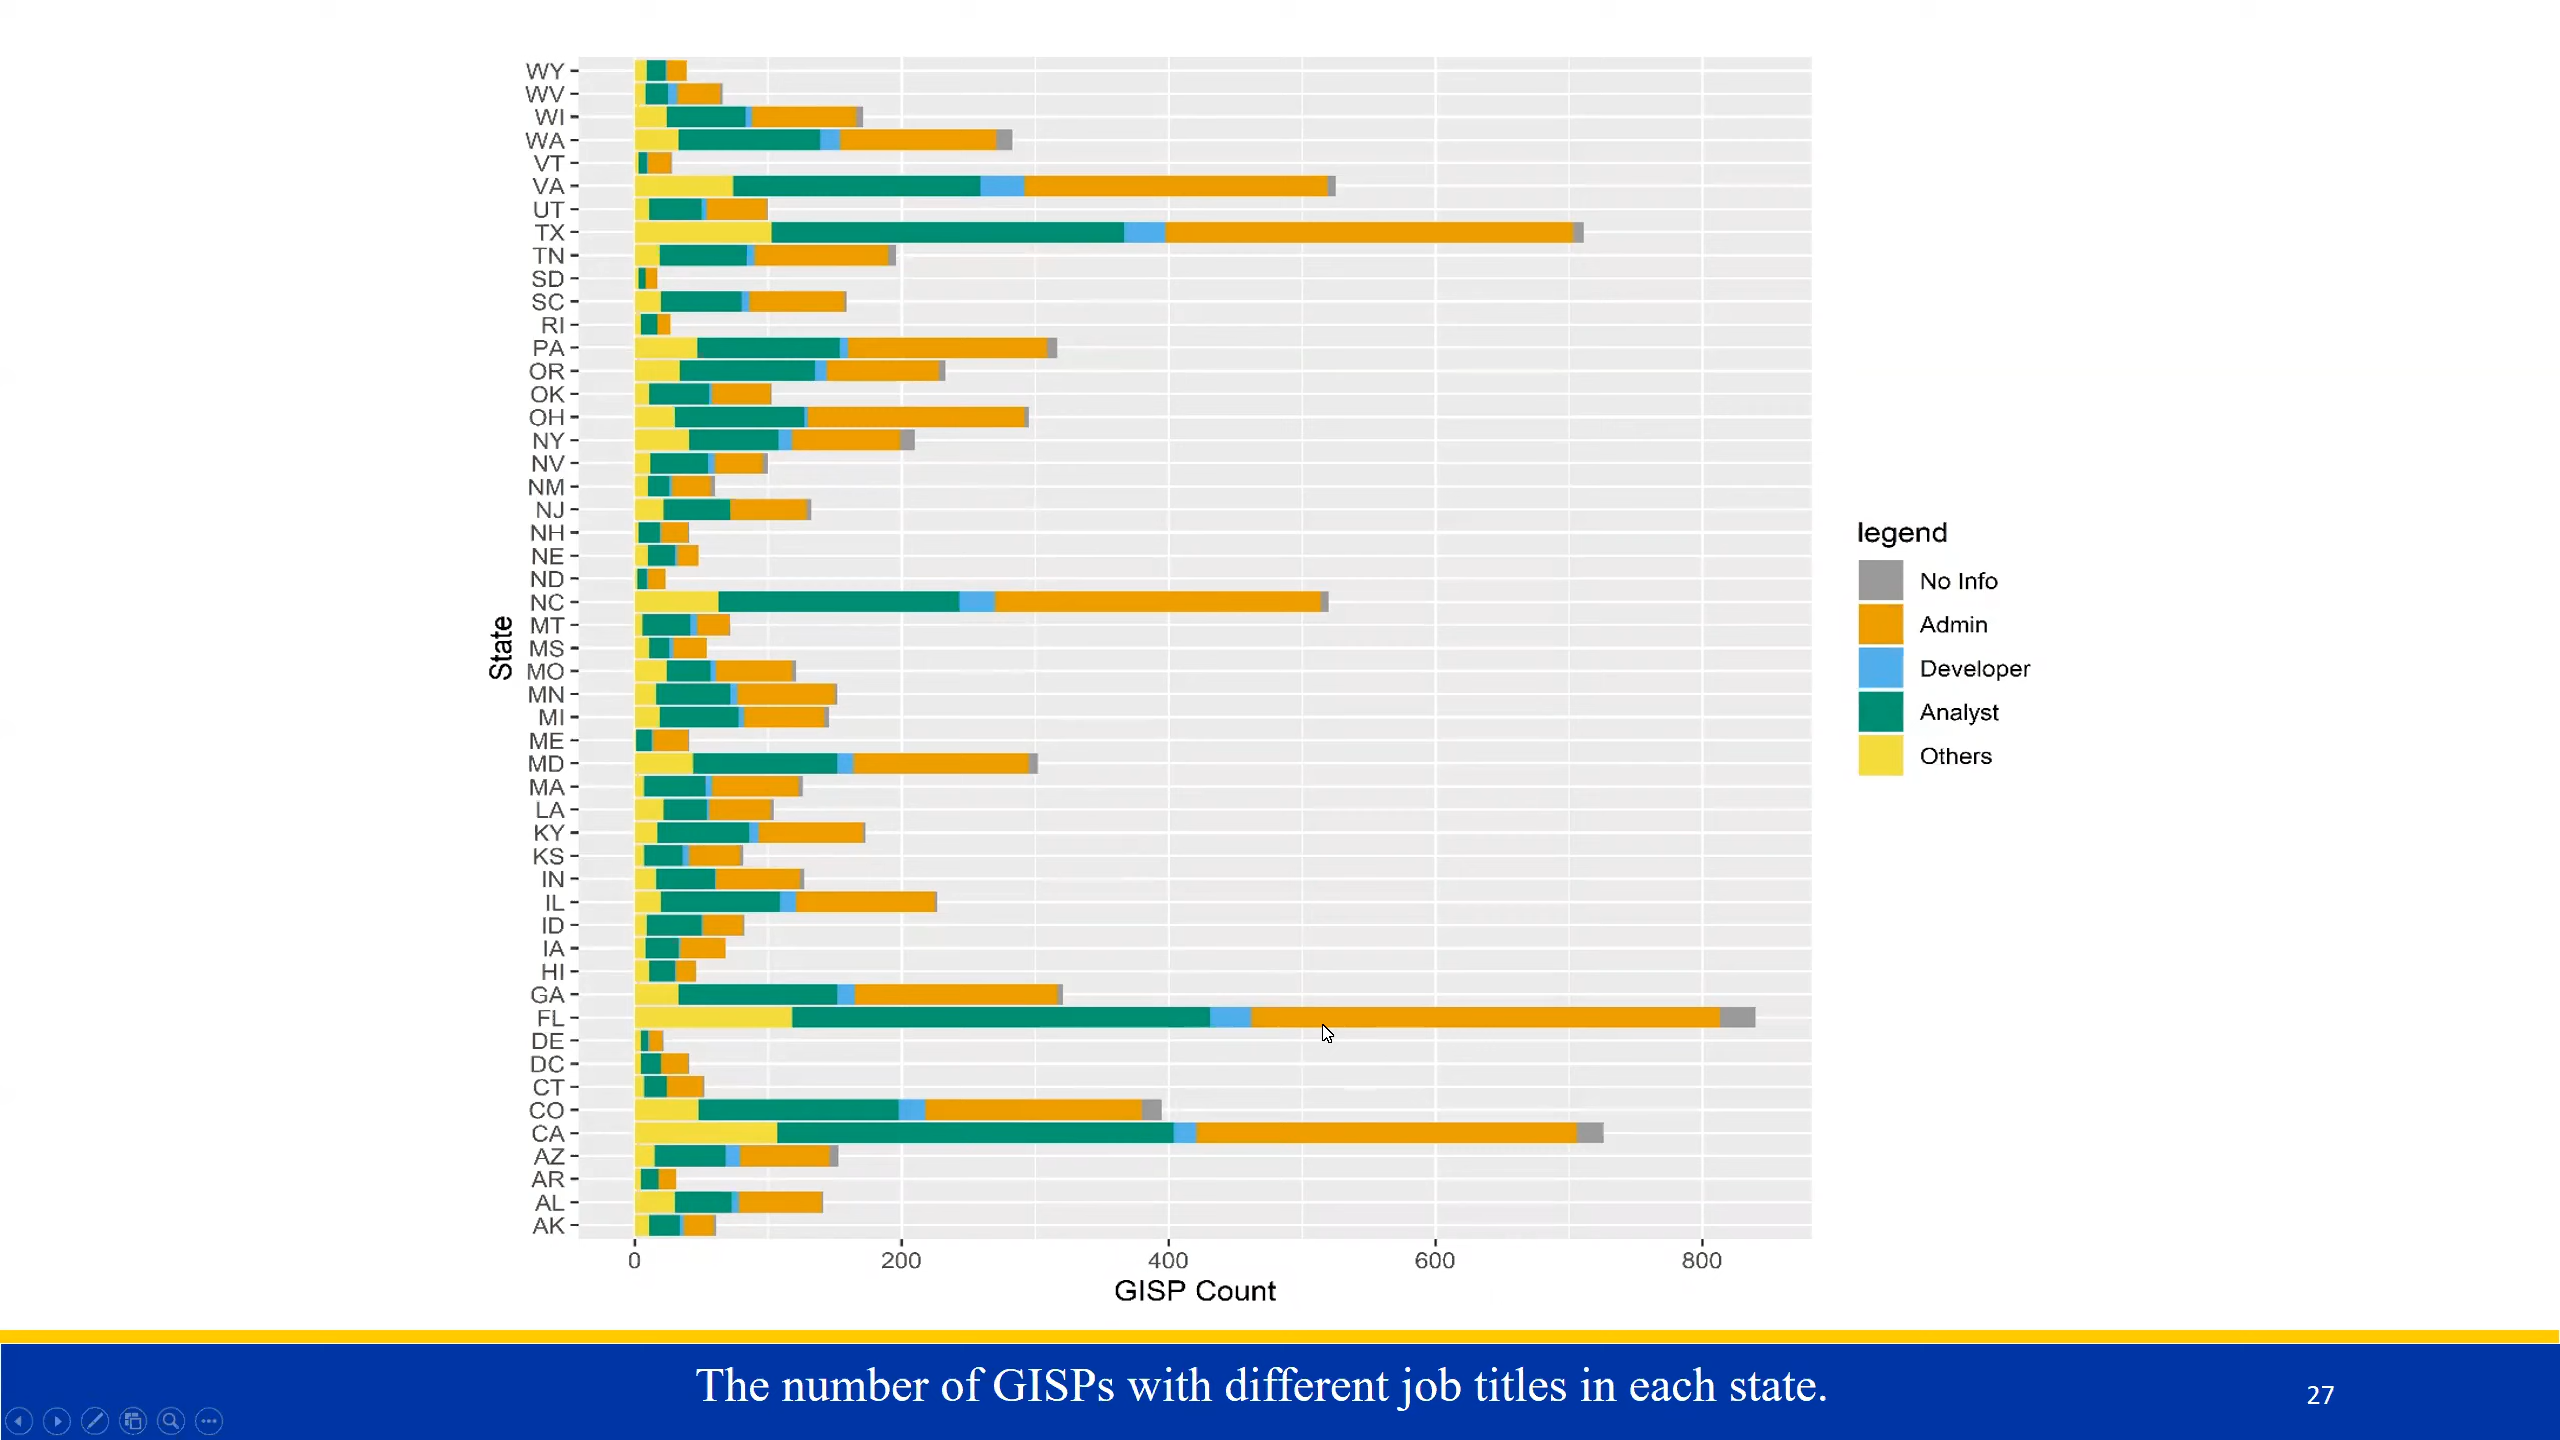 WY
WV
WI
WA
VT
VA
UT
TX
TN
SD
SC
RI
PA
OR
OK
OH
NY
NV
NM
NJ
NH
NE
ND
NC
MT
MS
MO
MN
MI
ME
MD
MA
LA
KY
KS
IN
IL
ID
IA
HI
GA
FL
DE
DC
CT
CO
CA
AZ
AR
AL
AK
State
0 200 400 600 800
GISP Count
legend
No Info
Admin
Developer
Analyst
Others
The number of GISPs with different job titles in each state.
27